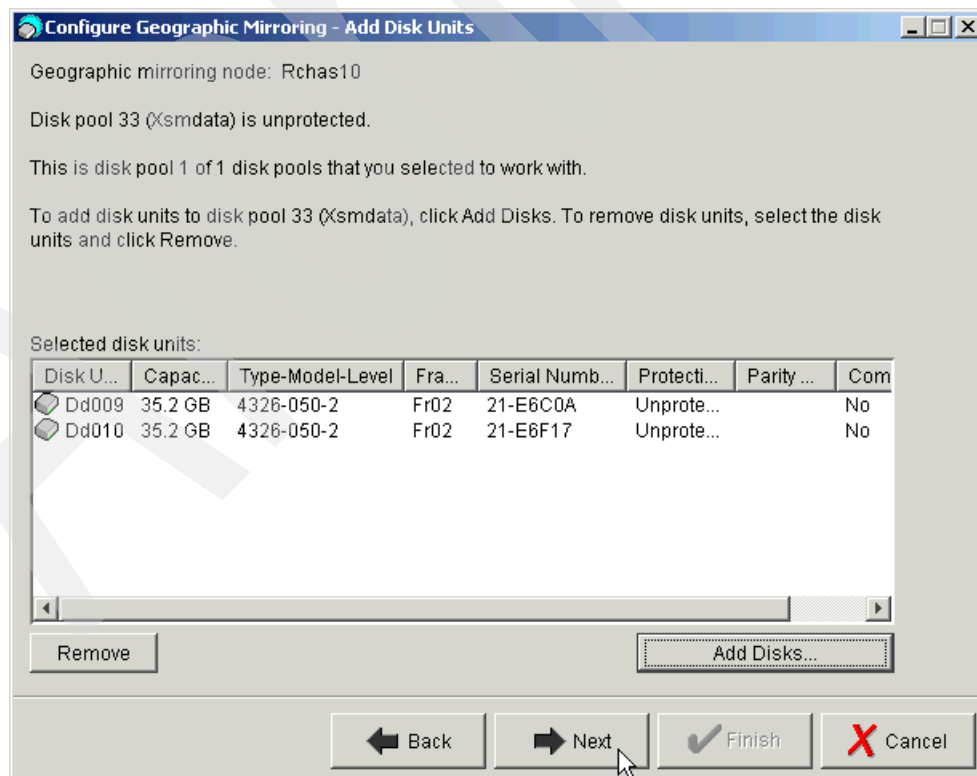 Configure Geographic Mirroring - Add Disk Units
Geographic mirroring node: Rchas10
Disk pool 33 (Xsmdata) is unprotected.
This is disk pool 1 of 1 disk pools that you selected to work with.
To add disk units to disk pool 33 (Xsmdata), click Add Disks. To remove disk units, select the disk
units and click Remove.
Selected disk units:
Disk U... Capac... Type-Model-Level Fra... Serial Numb... Protecti... Parity ... Com
Dd009 35.2 GB 4326-050-2 Fr02 21-E6C0A Unprote... No
Dd010 35.2 GB 4326-050-2 Fr02 21-E6F17 Unprote... No
Remove Add Disks...
Back Next Finish Cancel